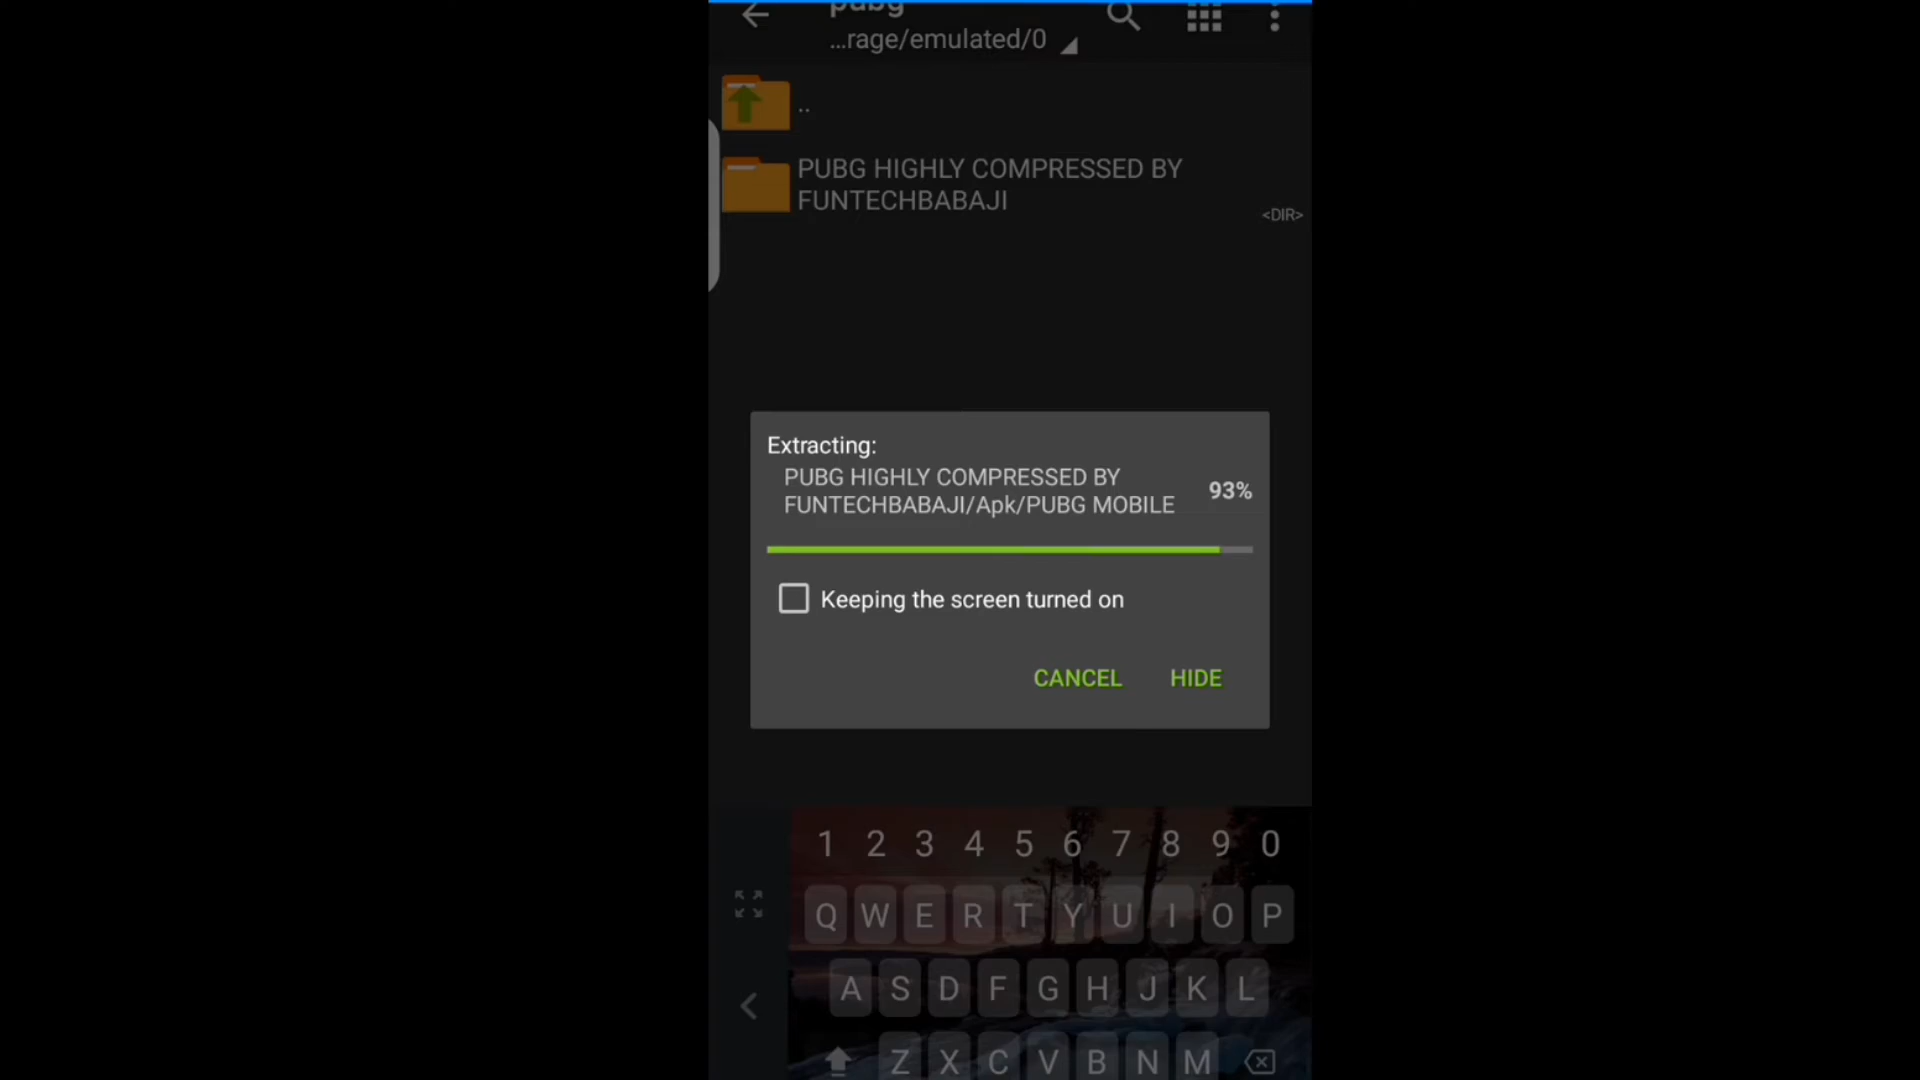 pubg
...rage/emulated/0
..
PUBG HIGHLY COMPRESSED BY
FUNTECHBABAJI
<DIR>
Extracting:
PUBG HIGHLY COMPRESSED BY
FUNTECHBABAJI/Apk/PUBG MOBILE
93%
Keeping the screen turned on
CANCEL HIDE
1 2 3 4 5 6 7 8 9 0
Q W E R T Y U I O P
A S D F G H J K L
Z X C V B N M